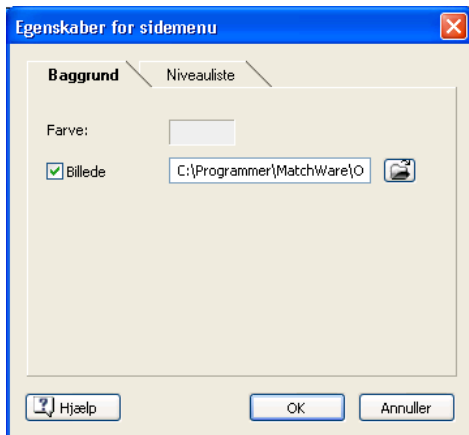 Egenskaber for sidemenu
Baggrund Niveauliste
Farve:
Billede C:\Programmer\MatchWare\O
Hjælp OK Annuller